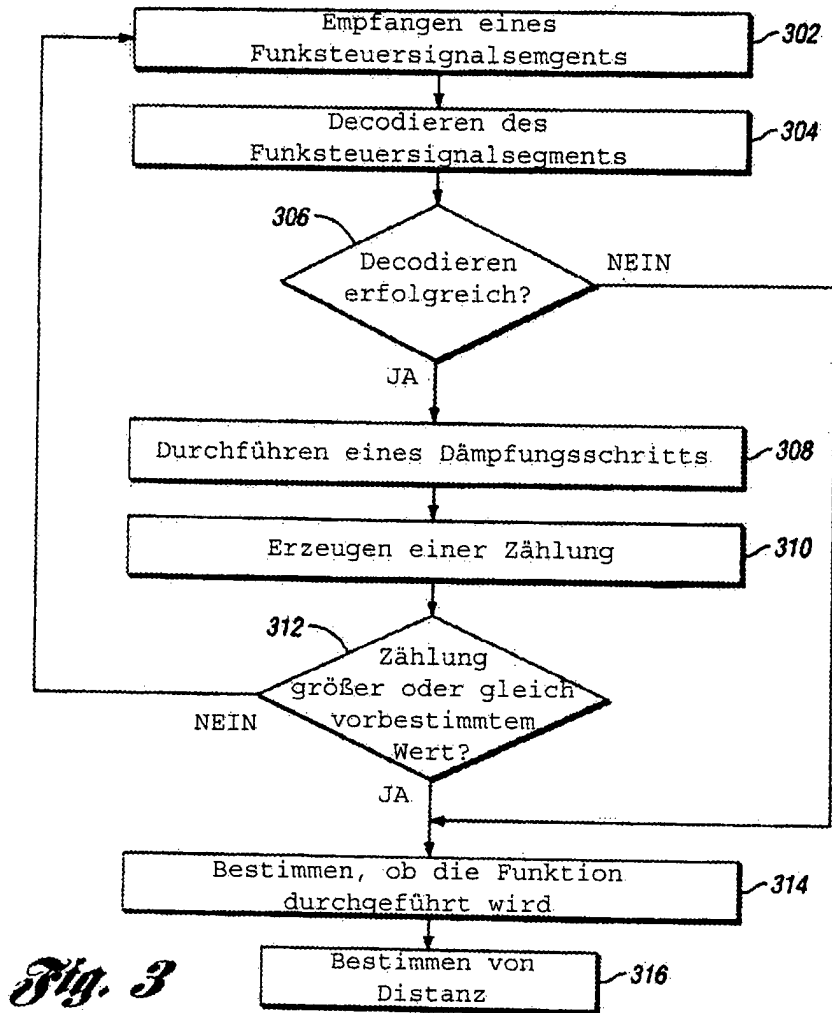 Empfangen eines
Funksteuersignalsemgents
302
Decodieren des
Funksteuersignalsegments
304
306
Decodieren
erfolgreich?
NEIN
JA
Durchführen eines Dämpfungsschritts
308
Erzeugen einer Zählung
310
312
Zählung
größer oder gleich
vorbestimmtem
Wert?
NEIN
JA
Bestimmen, ob die Funktion
durchgeführt wird
314
Bestimmen von
Distanz
316
Fig. 3